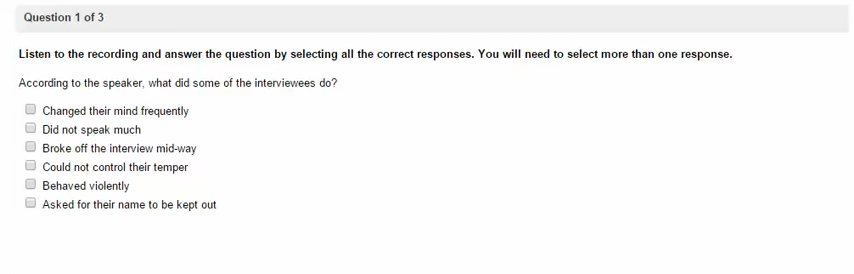 Question 1 of 3
Listen to the recording and answer the question by selecting all the correct responses. You will need to select more than one response.
According to the speaker, what did some of the interviewees do?
Changed their mind frequently
Did not speak much
Broke off the interview mid-way
Could not control their temper
Behaved violently
Asked for their name to be kept out